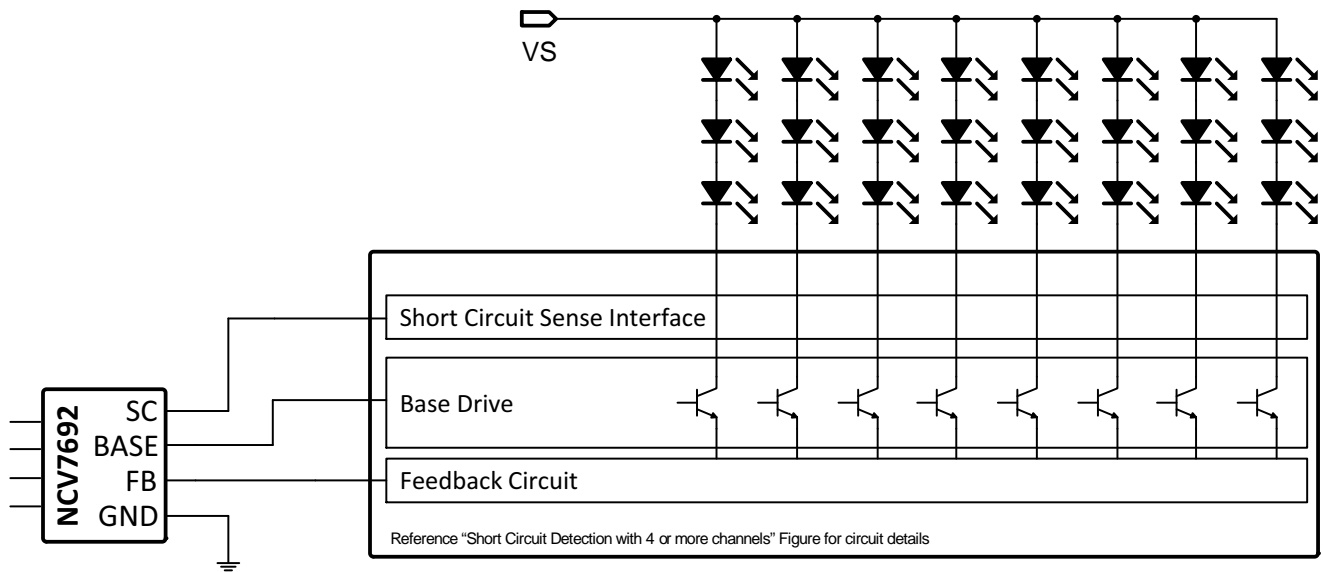 VS
Short Circuit Sense Interface
Base Drive
Feedback Circuit
NCV7692
SC
BASE
FB
GND
Reference “Short Circuit Detection with 4 or more channels” Figure for circuit details